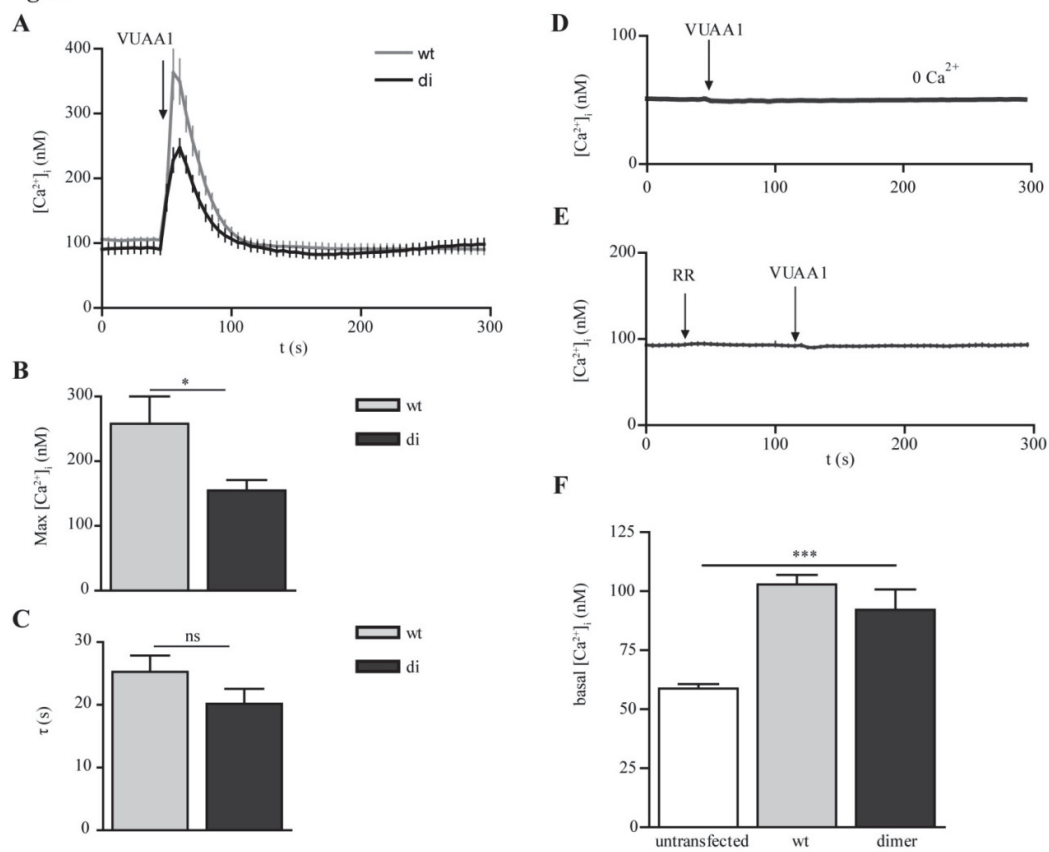 A
VUAA1
wt
di
400
300
200
100
0
[Ca²⁺]ᵢ (nM)
0
100
200
300
t (s)
B
*
300
200
100
0
Max [Ca²⁺]ᵢ (nM)
wt
di
C
ns
30
20
10
0
τ (s)
wt
di
D
VUAA1
0 Ca²⁺
100
50
0
[Ca²⁺]ᵢ (nM)
0
100
200
300
E
RR
VUAA1
200
100
0
[Ca²⁺]ᵢ (nM)
0
100
200
300
t (s)
F
***
125
100
75
50
25
0
basal [Ca²⁺]ᵢ (nM)
untransfected
wt
dimer